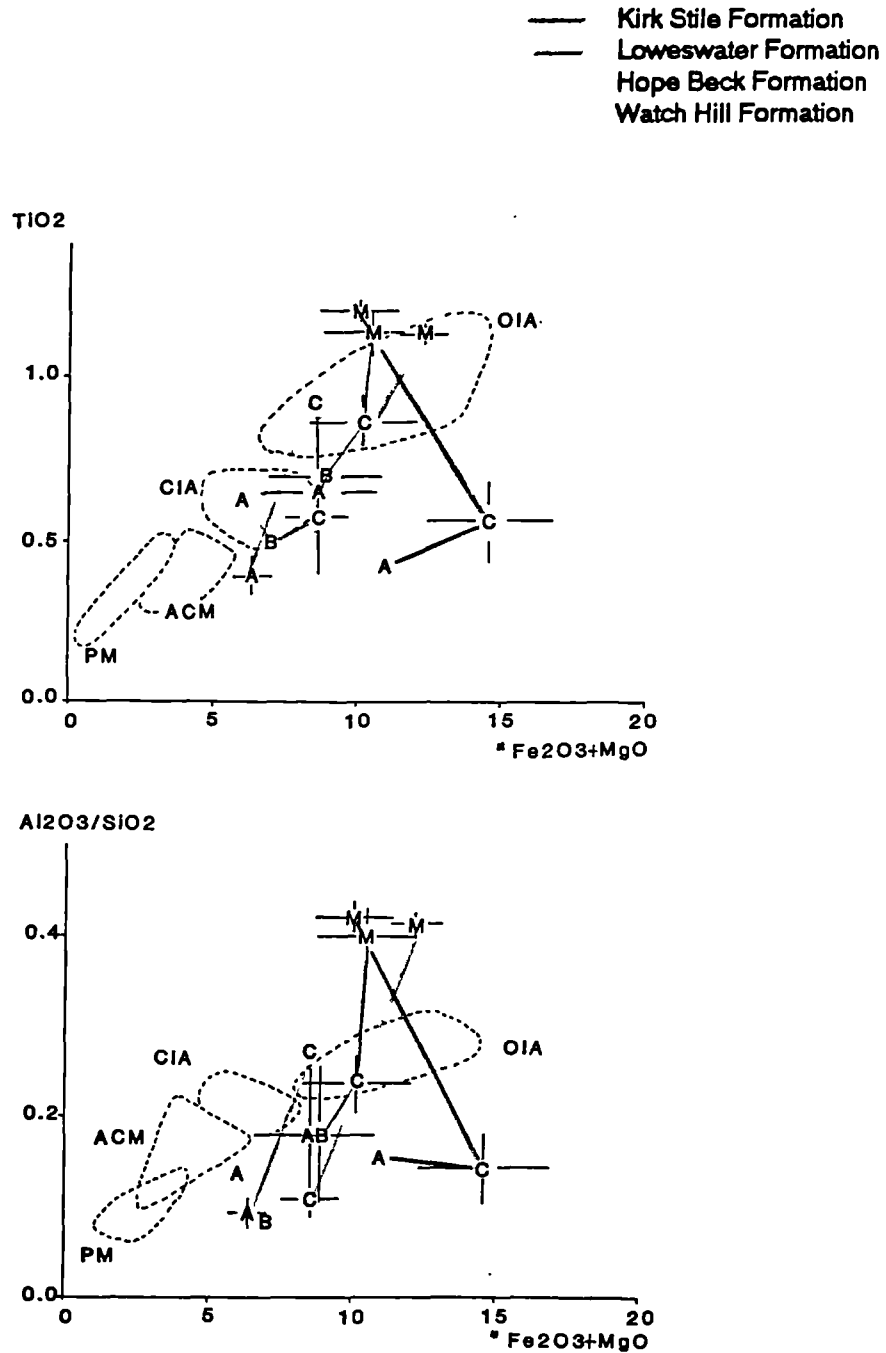 Kirk Stile Formation
Loweswater Formation
Hope Beck Formation
Watch Hill Formation
TiO2
M
M
M
OIA
1.0
C
C
CIA
B
A
A
C
C
0.5
B
A
A
ACM
PM
0.0
0
5
10
15
20
* Fe2O3+MgO
Al2O3/SiO2
M
M
M
0.4
C
OIA
CIA
C
0.2
ACM
A
B
A
A
C
C
A
B
PM
0.0
0
5
10
15
20
* Fe2O3+MgO